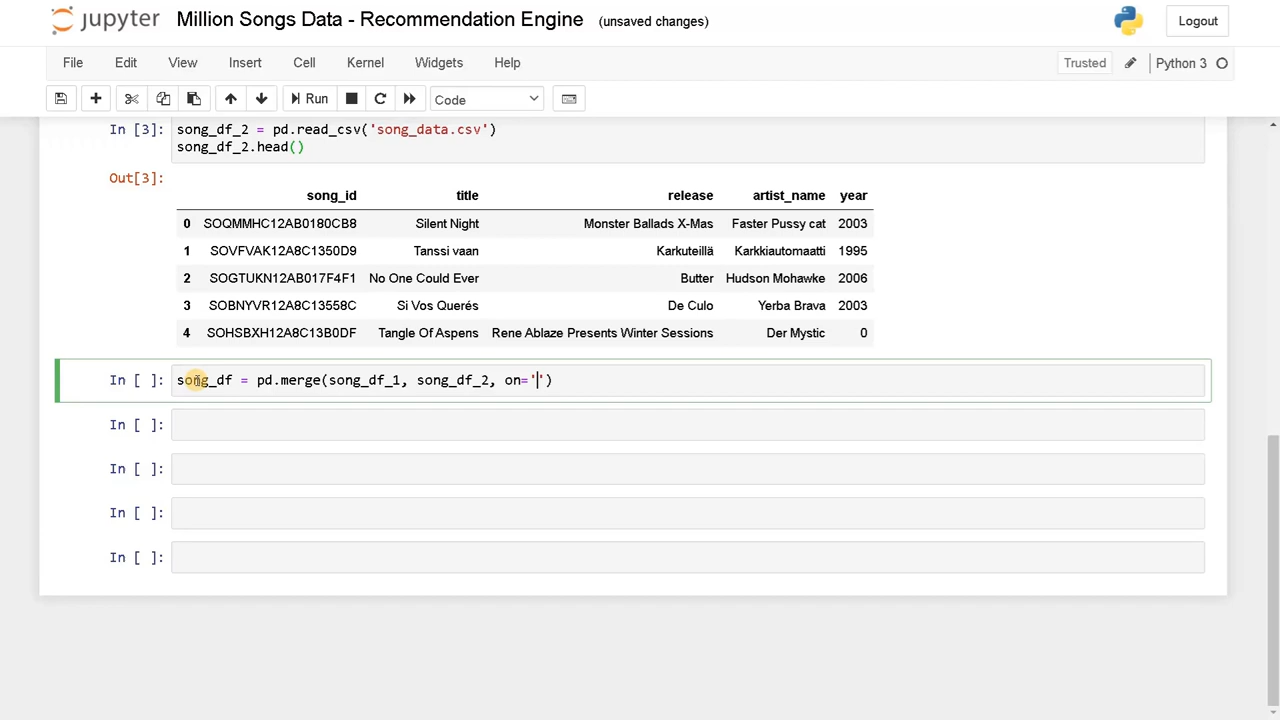 jupyter Million Songs Data - Recommendation Engine (unsaved changes) Logout
File Edit View Insert Cell Kernel Widgets Help Trusted Python 3
Run Code
In [3]: song_df_2 = pd.read_csv('song_data.csv')
song_df_2.head()
Out[3]:
song_id title release artist_name year
0 SOQMMHC12AB0180CB8 Silent Night Monster Ballads X-Mas Faster Pussy cat 2003
1 SOVFVAK12A8C1350D9 Tanssi vaan Karkuteillä Karkkiautomaatti 1995
2 SOGTUKN12AB017F4F1 No One Could Ever Butter Hudson Mohawke 2006
3 SOBNYVR12A8C13558C Si Vos Querés De Culo Yerba Brava 2003
4 SOHSBXH12A8C13B0DF Tangle Of Aspens Rene Ablaze Presents Winter Sessions Der Mystic 0
In [ ]: song_df = pd.merge(song_df_1, song_df_2, on='')
In [ ]:
In [ ]:
In [ ]:
In [ ]: